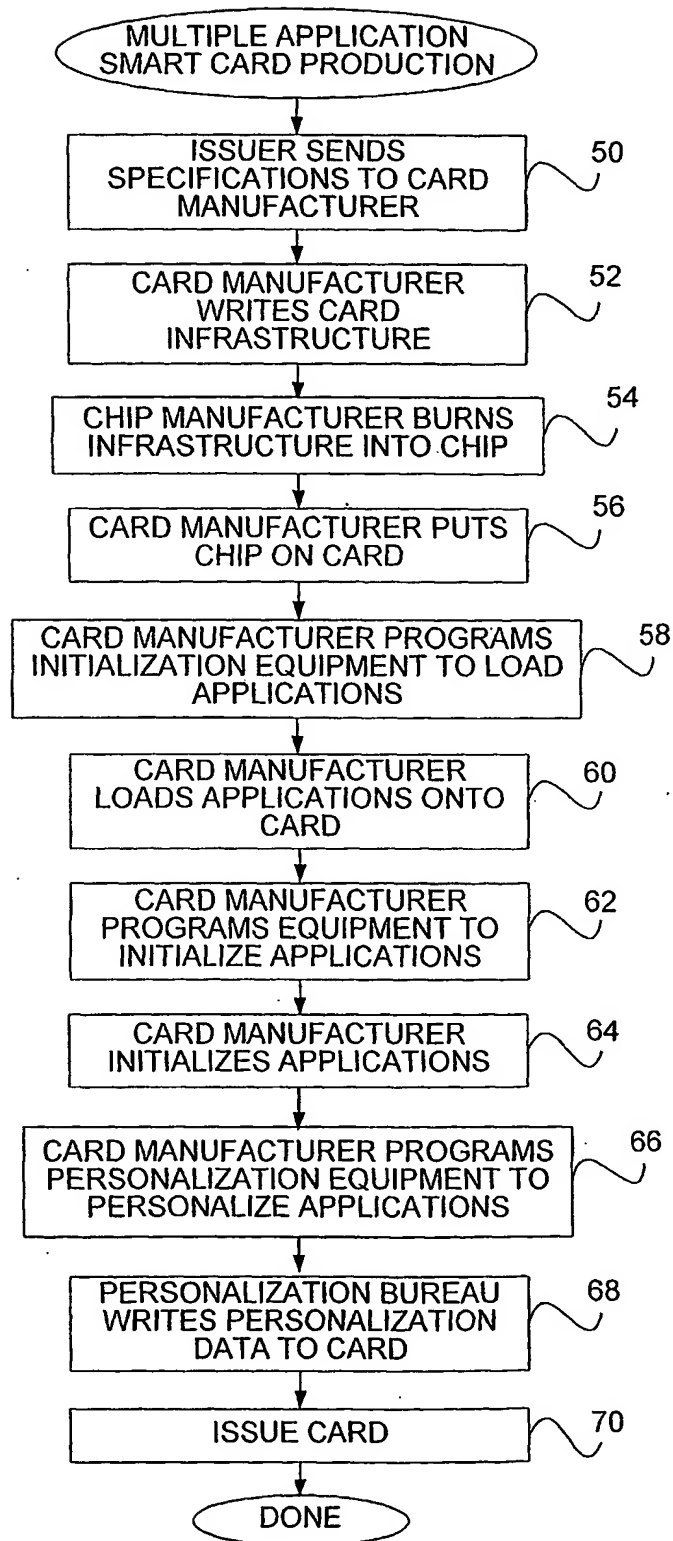 MULTIPLE APPLICATION
SMART CARD PRODUCTION
ISSUER SENDS
SPECIFICATIONS TO CARD
MANUFACTURER
50
CARD MANUFACTURER
WRITES CARD
INFRASTRUCTURE
52
CHIP MANUFACTURER BURNS
INFRASTRUCTURE INTO CHIP
54
CARD MANUFACTURER PUTS
CHIP ON CARD
56
CARD MANUFACTURER PROGRAMS
INITIALIZATION EQUIPMENT TO LOAD
APPLICATIONS
58
CARD MANUFACTURER
LOADS APPLICATIONS ONTO
CARD
60
CARD MANUFACTURER
PROGRAMS EQUIPMENT TO
INITIALIZE APPLICATIONS
62
CARD MANUFACTURER
INITIALIZES APPLICATIONS
64
CARD MANUFACTURER PROGRAMS
PERSONALIZATION EQUIPMENT TO
PERSONALIZE APPLICATIONS
66
PERSONALIZATION BUREAU
WRITES PERSONALIZATION
DATA TO CARD
68
ISSUE CARD
70
DONE